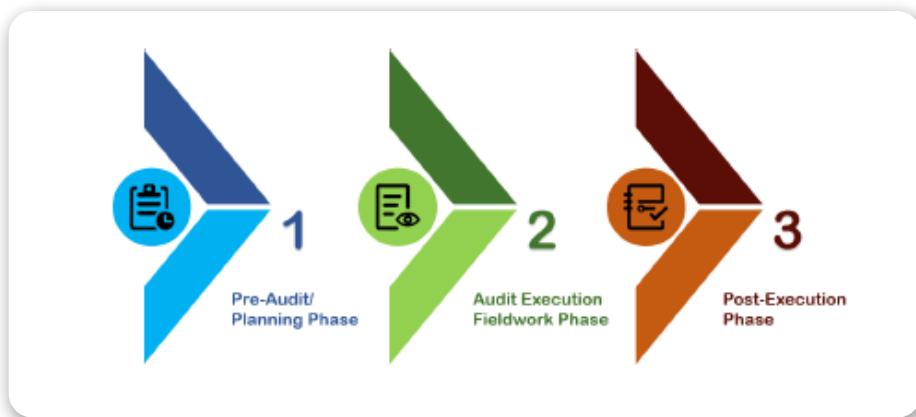 1
Pre-Audit/
Planning Phase
2
Audit Execution
Fieldwork Phase
3
Post-Execution
Phase